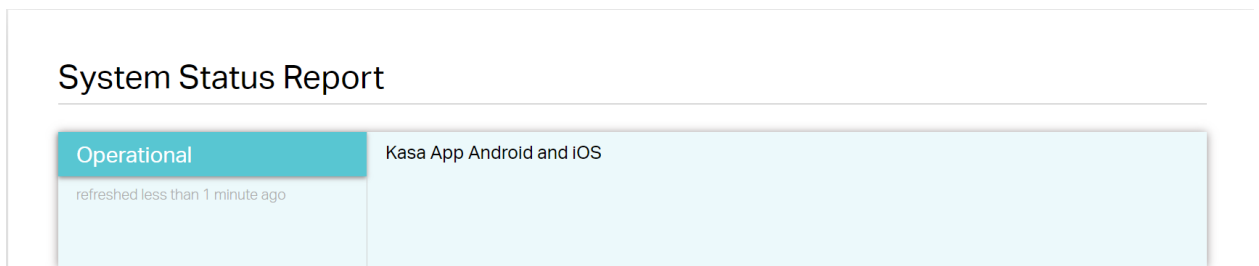 System Status Report
Operational
Kasa App Android and iOS
refreshed less than 1 minute ago